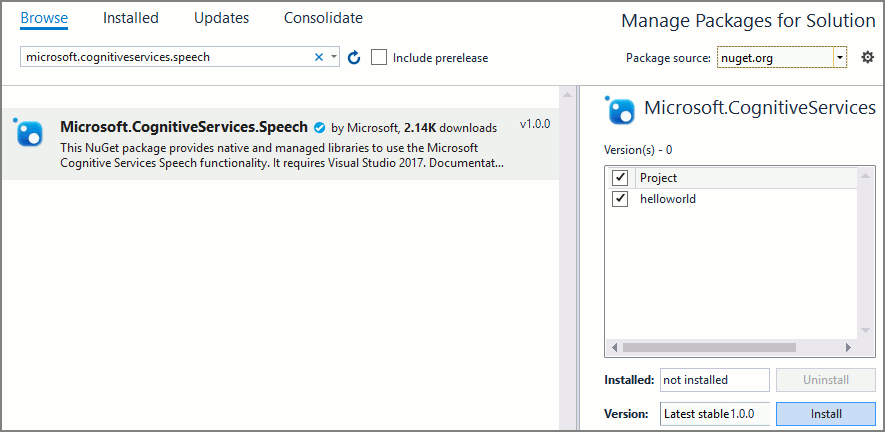 Browse Installed Updates Consolidate
Manage Packages for Solution
microsoft.cognitiveservices.speech
Include prerelease
Package source: nuget.org
Microsoft.CognitiveServices.Speech by Microsoft, 2.14K downloads v1.0.0
This NuGet package provides native and managed libraries to use the Microsoft
Cognitive Services Speech functionality. It requires Visual Studio 2017. Documentat...
Microsoft.CognitiveServices
Version(s) - 0
Project
helloworld
Installed: not installed Uninstall
Version: Latest stable1.0.0 Install